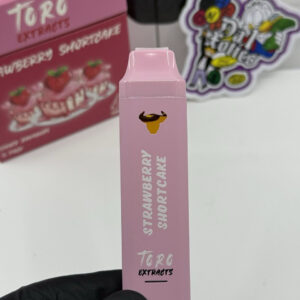 TORO
EXTRACTS
STRAWBERRY SHORTCAKE
STRAWBERRY
SHORTCAKE
TORO
EXTRACTS